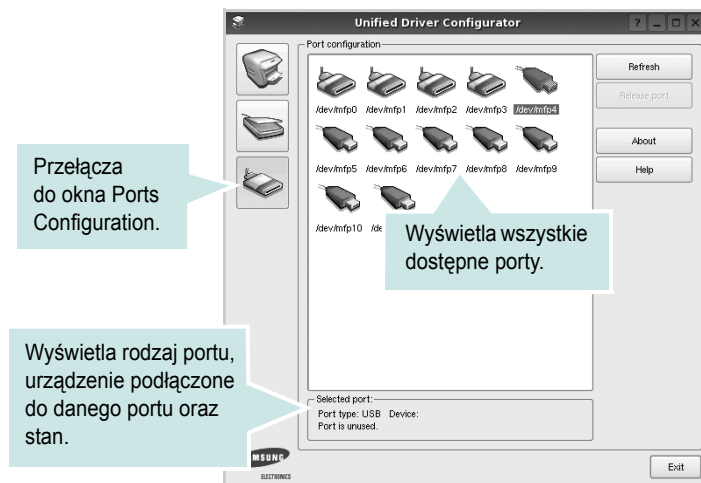 Unified Driver Configurator
Port configuration
/dev/mfp0 /dev/mfp1 /dev/mfp2 /dev/mfp3 /dev/mfp4
/dev/mfp5 /dev/mfp6 /dev/mfp7 /dev/mfp8 /dev/mfp9
/dev/mfp10
Refresh
Release port
About
Help
Przełącza
do okna Ports
Configuration.
Wyświetla wszystkie
dostępne porty.
Wyświetla rodzaj portu,
urządzenie podłączone
do danego portu oraz
stan.
Selected port:
Port type: USB Device:
Port is unused.
ELECTRONICS
Exit